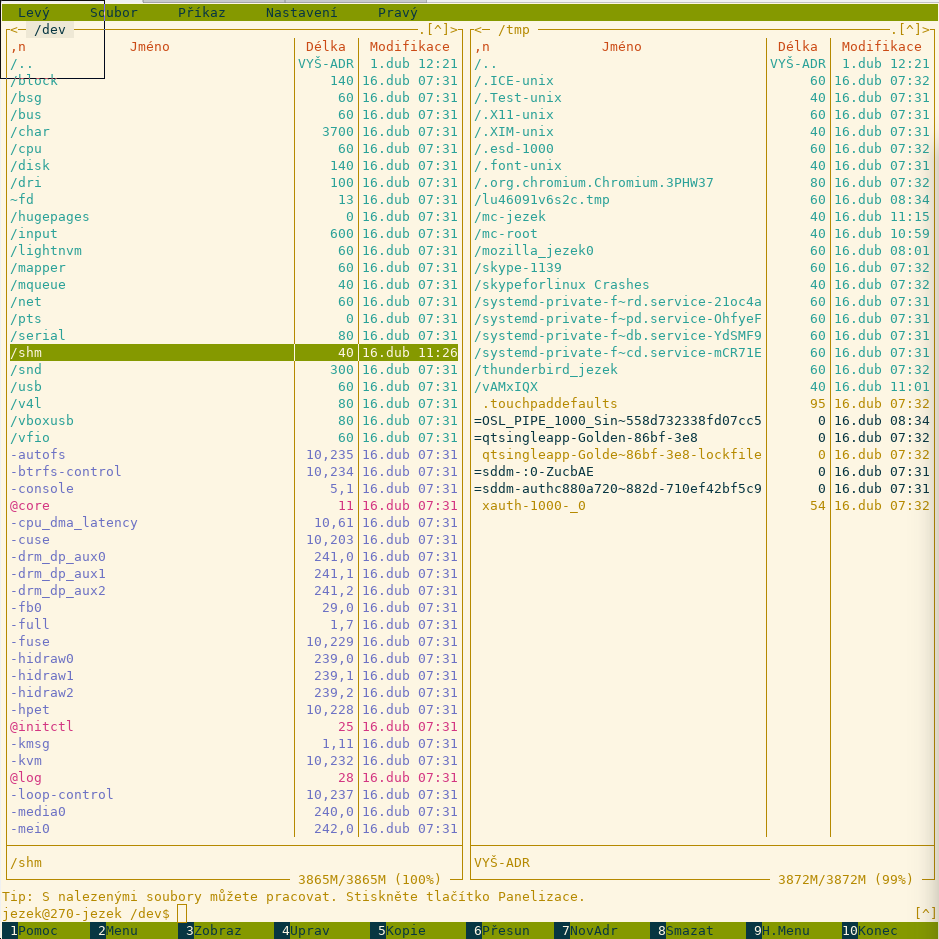 Levý Soubor Příkaz Nastavení Pravý
<─ /dev .[^]> <─ /tmp .[^]>
,n Jméno Délka Modifikace ,n Jméno Délka Modifikace
/.. VYŠ-ADR 1.dub 12:21 /.. VYŠ-ADR 1.dub 12:21
/block 140 16.dub 07:31 /.ICE-unix 60 16.dub 07:32
/bsg 60 16.dub 07:31 /.Test-unix 40 16.dub 07:31
/bus 60 16.dub 07:31 /.X11-unix 60 16.dub 07:31
/char 3700 16.dub 07:31 /.XIM-unix 40 16.dub 07:31
/cpu 60 16.dub 07:31 /.esd-1000 60 16.dub 07:32
/disk 140 16.dub 07:31 /.font-unix 40 16.dub 07:31
/dri 100 16.dub 07:31 /.org.chromium.Chromium.3PHW37 80 16.dub 07:32
~fd 13 16.dub 07:31 /lu46091v6s2c.tmp 60 16.dub 08:34
/hugepages 0 16.dub 07:31 /mc-jezek 40 16.dub 11:15
/input 600 16.dub 07:31 /mc-root 40 16.dub 10:59
/lightnvm 60 16.dub 07:31 /mozilla_jezek0 60 16.dub 08:01
/mapper 60 16.dub 07:31 /skype-1139 60 16.dub 07:32
/mqueue 40 16.dub 07:31 /skypeforlinux Crashes 40 16.dub 07:32
/net 60 16.dub 07:31 /systemd-private-f~rd.service-21oc4a 60 16.dub 07:31
/pts 0 16.dub 07:31 /systemd-private-f~pd.service-OhfyeF 60 16.dub 07:31
/serial 80 16.dub 07:31 /systemd-private-f~db.service-YdSMF9 60 16.dub 07:31
/shm 40 16.dub 11:26 /systemd-private-f~cd.service-mCR71E 60 16.dub 07:31
/snd 300 16.dub 07:31 /thunderbird_jezek 60 16.dub 07:32
/usb 60 16.dub 07:31 /vAMxIQX 40 16.dub 11:01
/v4l 80 16.dub 07:31 .touchpaddefaults 95 16.dub 07:32
/vboxusb 80 16.dub 07:31 =OSL_PIPE_1000_Sin~558d732338fd07cc5 0 16.dub 08:34
/vfio 60 16.dub 07:31 =qtsingleapp-Golden-86bf-3e8 0 16.dub 07:32
-autofs 10,235 16.dub 07:31 qtsingleapp-Golde~86bf-3e8-lockfile 0 16.dub 07:32
-btrfs-control 10,234 16.dub 07:31 =sddm-:0-ZucbAE 0 16.dub 07:31
-console 5,1 16.dub 07:31 =sddm-authc880a720~882d-710ef42bf5c9 0 16.dub 07:31
@core 11 16.dub 07:31 xauth-1000-_0 54 16.dub 07:32
-cpu_dma_latency 10,61 16.dub 07:31
-cuse 10,203 16.dub 07:31
-drm_dp_aux0 241,0 16.dub 07:31
-drm_dp_aux1 241,1 16.dub 07:31
-drm_dp_aux2 241,2 16.dub 07:31
-fb0 29,0 16.dub 07:31
-full 1,7 16.dub 07:31
-fuse 10,229 16.dub 07:31
-hidraw0 239,0 16.dub 07:31
-hidraw1 239,1 16.dub 07:31
-hidraw2 239,2 16.dub 07:31
-hpet 10,228 16.dub 07:31
@initctl 25 16.dub 07:31
-kmsg 1,11 16.dub 07:31
-kvm 10,232 16.dub 07:31
@log 28 16.dub 07:31
-loop-control 10,237 16.dub 07:31
-media0 240,0 16.dub 07:31
-mei0 242,0 16.dub 07:31
/shm VYŠ-ADR
3865M/3865M (100%) 3872M/3872M (99%)
Tip: S nalezenými soubory můžete pracovat. Stiskněte tlačítko Panelizace.
jezek@270-jezek /dev$ [^]
1Pomoc 2Menu 3Zobraz 4Uprav 5Kopie 6Přesun 7NovAdr 8Smazat 9H.Menu 10Konec